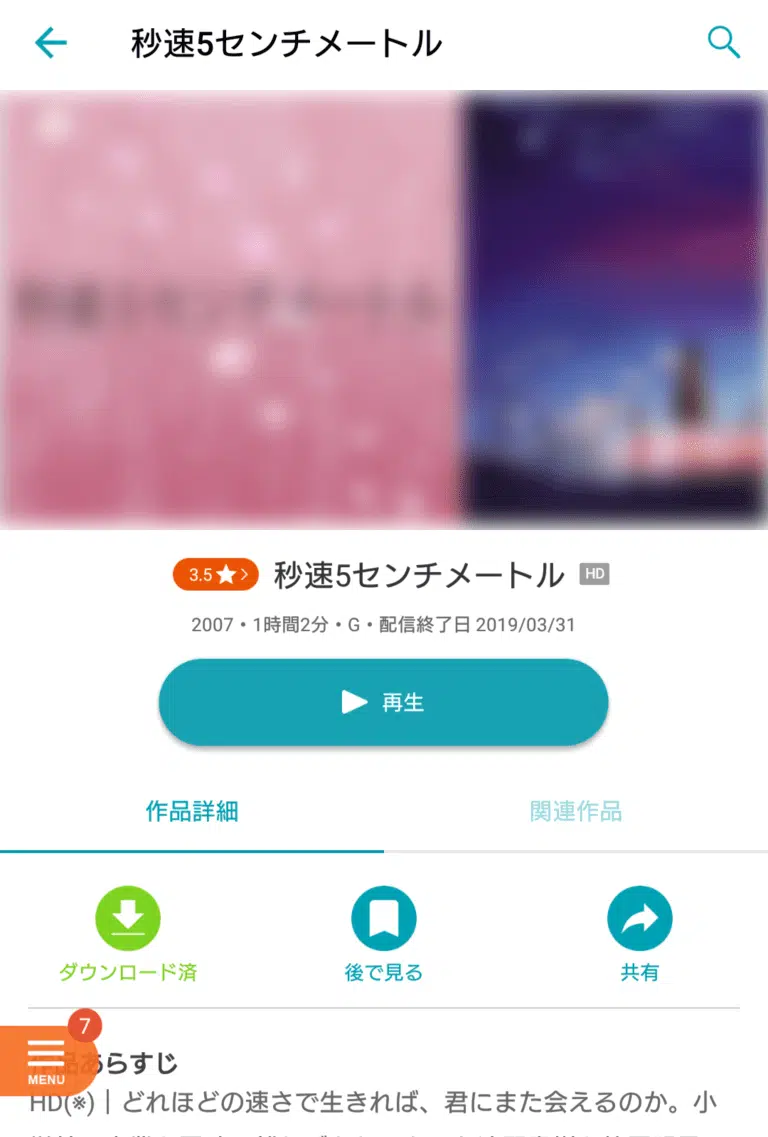 秒速5センチメートル
3.5★> 秒速5センチメートル HD
2007・1時間2分・G・配信終了日 2019/03/31
再生
作品詳細 関連作品
ダウンロード済 後で見る 共有
7
作品あらすじ
MENU
HD(※)｜どれほどの速さで生きれば、君にまた会えるのか。小